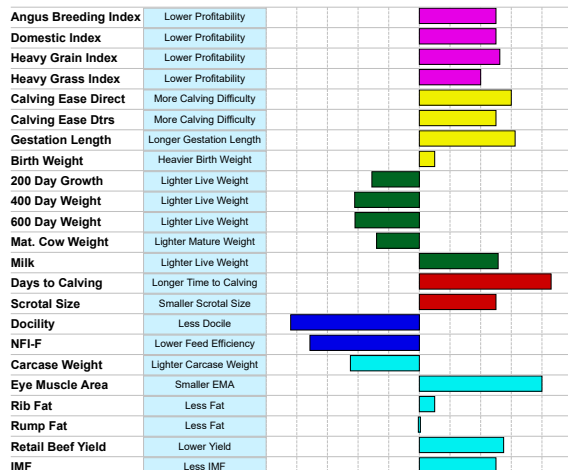 Angus Breeding Index Lower Profitability
Domestic Index Lower Profitability
Heavy Grain Index Lower Profitability
Heavy Grass Index Lower Profitability
Calving Ease Direct More Calving Difficulty
Calving Ease Dtrs More Calving Difficulty
Gestation Length Longer Gestation Length
Birth Weight Heavier Birth Weight
200 Day Growth Lighter Live Weight
400 Day Weight Lighter Live Weight
600 Day Weight Lighter Live Weight
Mat. Cow Weight Lighter Mature Weight
Milk Lighter Live Weight
Days to Calving Longer Time to Calving
Scrotal Size Smaller Scrotal Size
Docility Less Docile
NFI-F Lower Feed Efficiency
Carcase Weight Lighter Carcase Weight
Eye Muscle Area Smaller EMA
Rib Fat Less Fat
Rump Fat Less Fat
Retail Beef Yield Lower Yield
IMF Less IMF